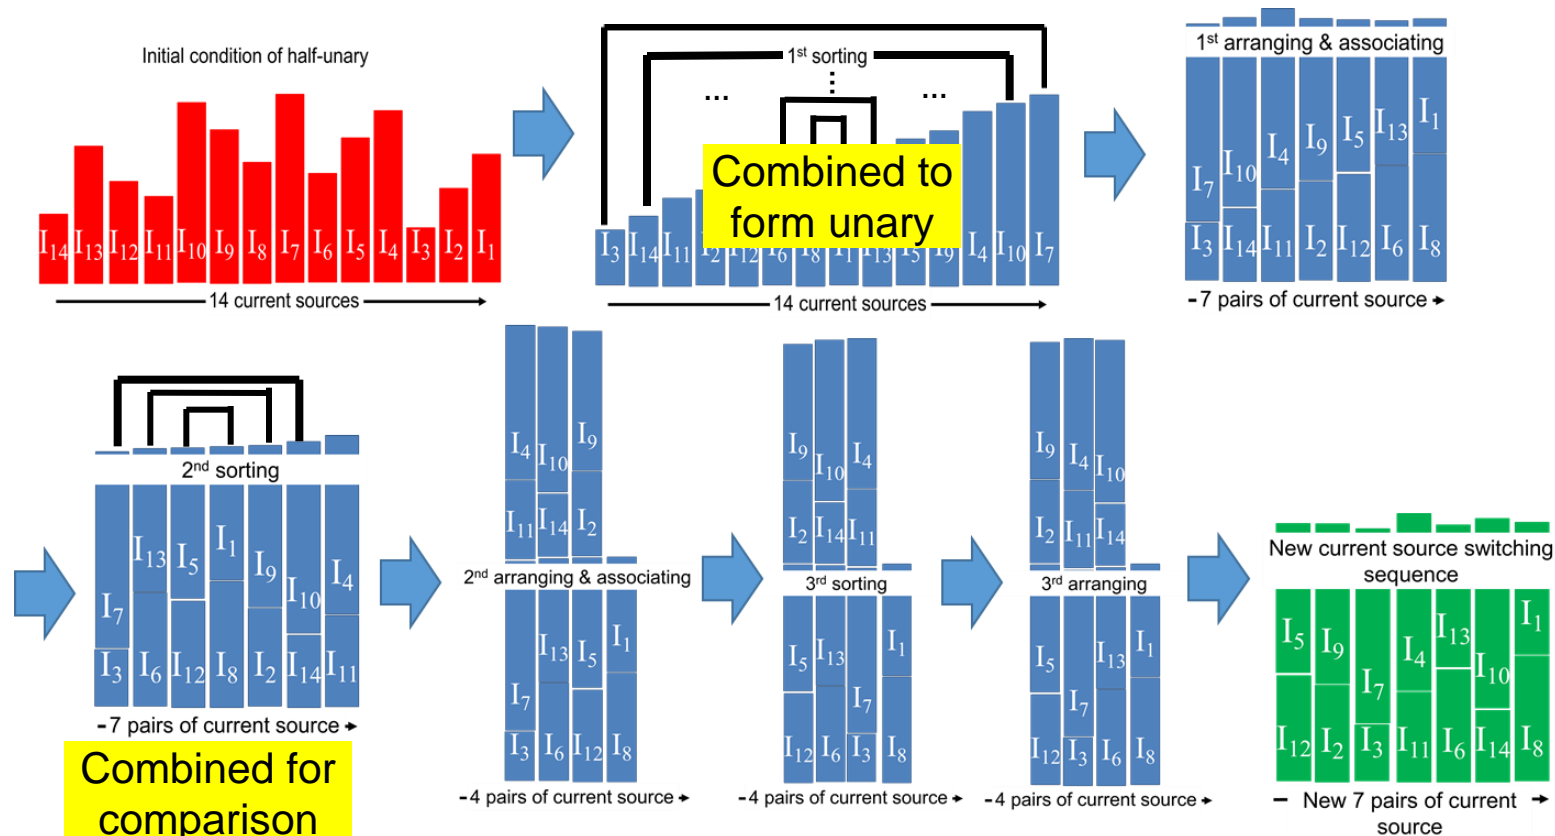 Initial condition of half-unary
I₁₄ I₁₃ I₁₂ I₁₁ I₁₀ I₉ I₈ I₇ I₆ I₅ I₄ I₃ I₂ I₁
14 current sources
1ˢᵗ sorting
... ⋮ ...
Combined to
form unary
I₃ I₁₄ I₁₁ I₂ I₁₂ I₆ I₈ I₁ I₁₃ I₅ I₉ I₄ I₁₀ I₇
14 current sources
1ˢᵗ arranging & associating
I₇ I₁₀ I₄ I₉ I₅ I₁₃ I₁
I₃ I₁₄ I₁₁ I₂ I₁₂ I₆ I₈
7 pairs of current source
2ⁿᵈ sorting
I₇ I₁₃ I₅ I₁ I₉ I₁₀ I₄
I₃ I₆ I₁₂ I₈ I₂ I₁₄ I₁₁
7 pairs of current source
Combined for
comparison
I₄ I₁₀ I₉
I₁₁ I₁₄ I₂
2ⁿᵈ arranging & associating
I₇ I₁₃ I₅ I₁
I₃ I₆ I₁₂ I₈
4 pairs of current source
I₉ I₁₀ I₄
I₂ I₁₄ I₁₁
3ʳᵈ sorting
I₅ I₁₃ I₇ I₁
I₁₂ I₆ I₃ I₈
4 pairs of current source
I₉ I₄ I₁₀
I₂ I₁₁ I₁₄
3ʳᵈ arranging
I₅ I₇ I₁₃ I₁
I₁₂ I₃ I₆ I₈
4 pairs of current source
New current source switching
sequence
I₅ I₉ I₇ I₄ I₁₃ I₁₀ I₁
I₁₂ I₂ I₃ I₁₁ I₆ I₁₄ I₈
New 7 pairs of current
source